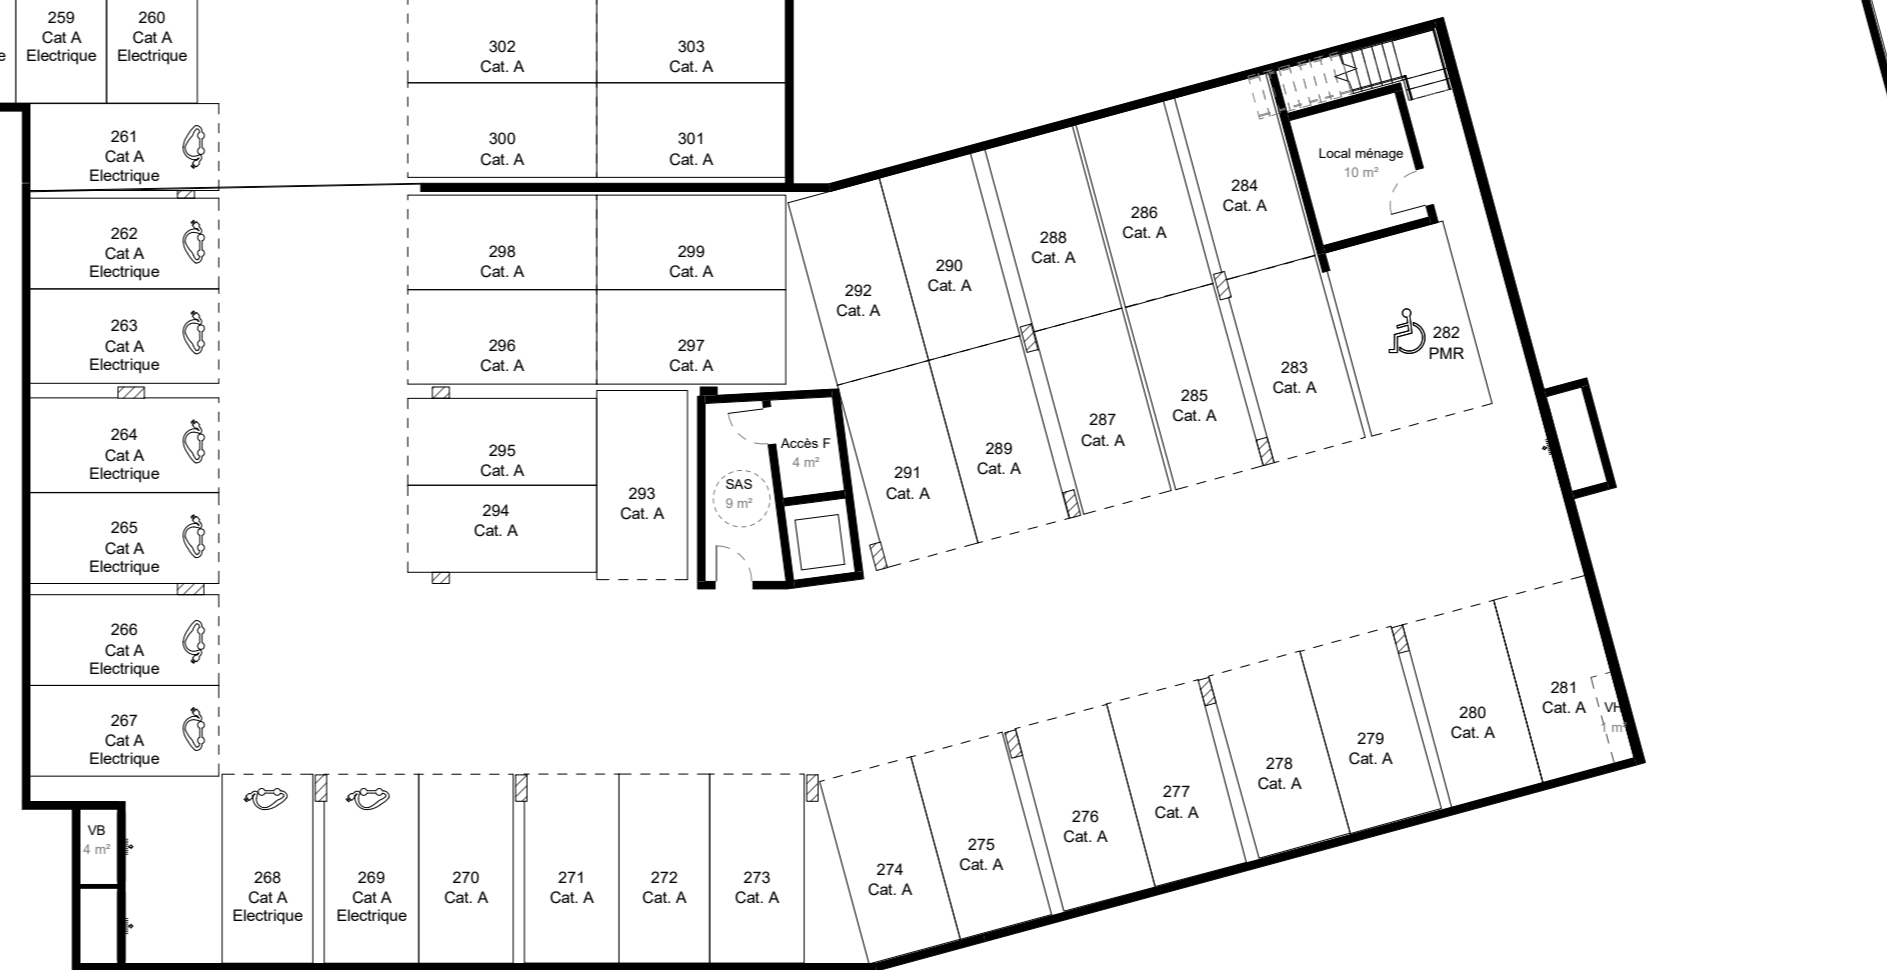 259
Cat A
Electrique
260
Cat A
Electrique
e
302
Cat. A
303
Cat. A
300
Cat. A
301
Cat. A
261
Cat A
Electrique
262
Cat A
Electrique
263
Cat A
Electrique
264
Cat A
Electrique
265
Cat A
Electrique
266
Cat A
Electrique
267
Cat A
Electrique
298
Cat. A
299
Cat. A
296
Cat. A
297
Cat. A
295
Cat. A
294
Cat. A
293
Cat. A
SAS
9 m²
Accès F
4 m²
292
Cat. A
290
Cat. A
288
Cat. A
286
Cat. A
284
Cat. A
Local ménage
10 m²
291
Cat. A
289
Cat. A
287
Cat. A
285
Cat. A
283
Cat. A
282
PMR
VB
4 m²
268
Cat A
Electrique
269
Cat A
Electrique
270
Cat. A
271
Cat. A
272
Cat. A
273
Cat. A
274
Cat. A
275
Cat. A
276
Cat. A
277
Cat. A
278
Cat. A
279
Cat. A
280
Cat. A
281
Cat. A
VH
1 m²